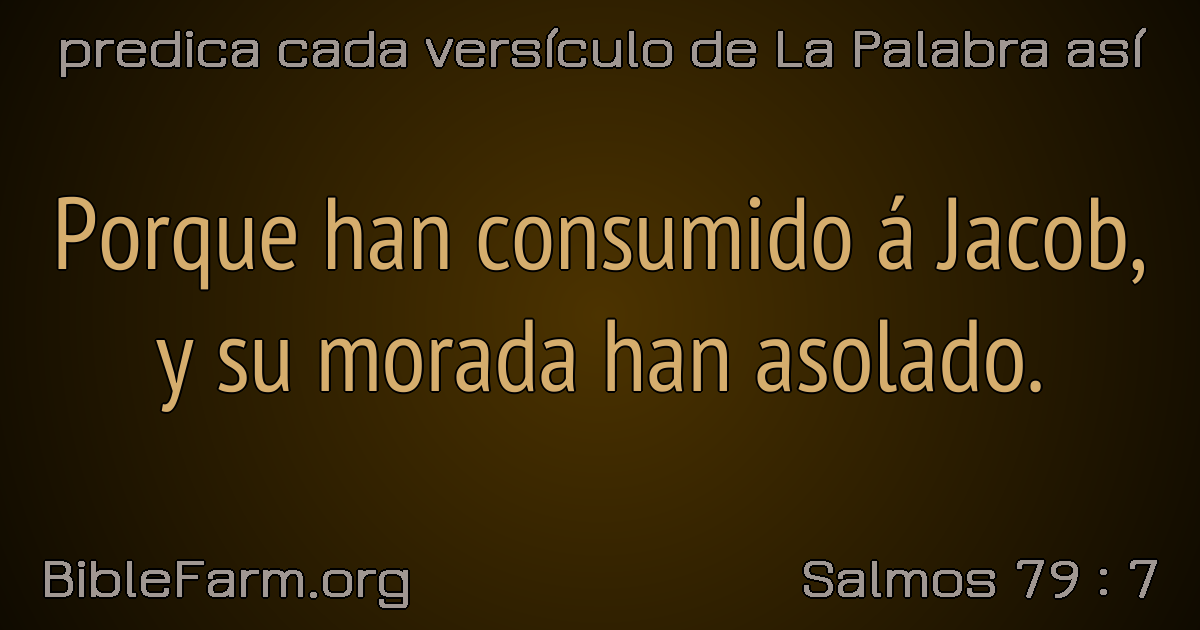 predica cada versículo de La Palabra así
Porque han consumido á Jacob,
y su morada han asolado.
BibleFarm.org
Salmos 79 : 7